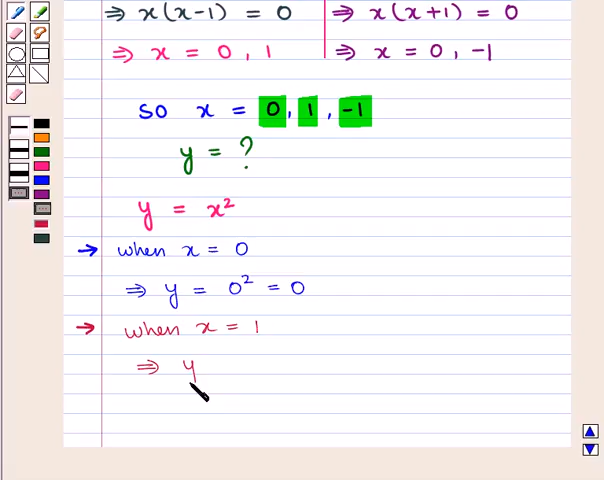 ⇒ x(x-1) = 0
⇒ x = 0, 1
⇒ x(x+1) = 0
⇒ x = 0, -1
so x = 0, 1, -1
y = ?
y = x²
→ when x = 0
⇒ y = 0² = 0
→ when x = 1
⇒ y